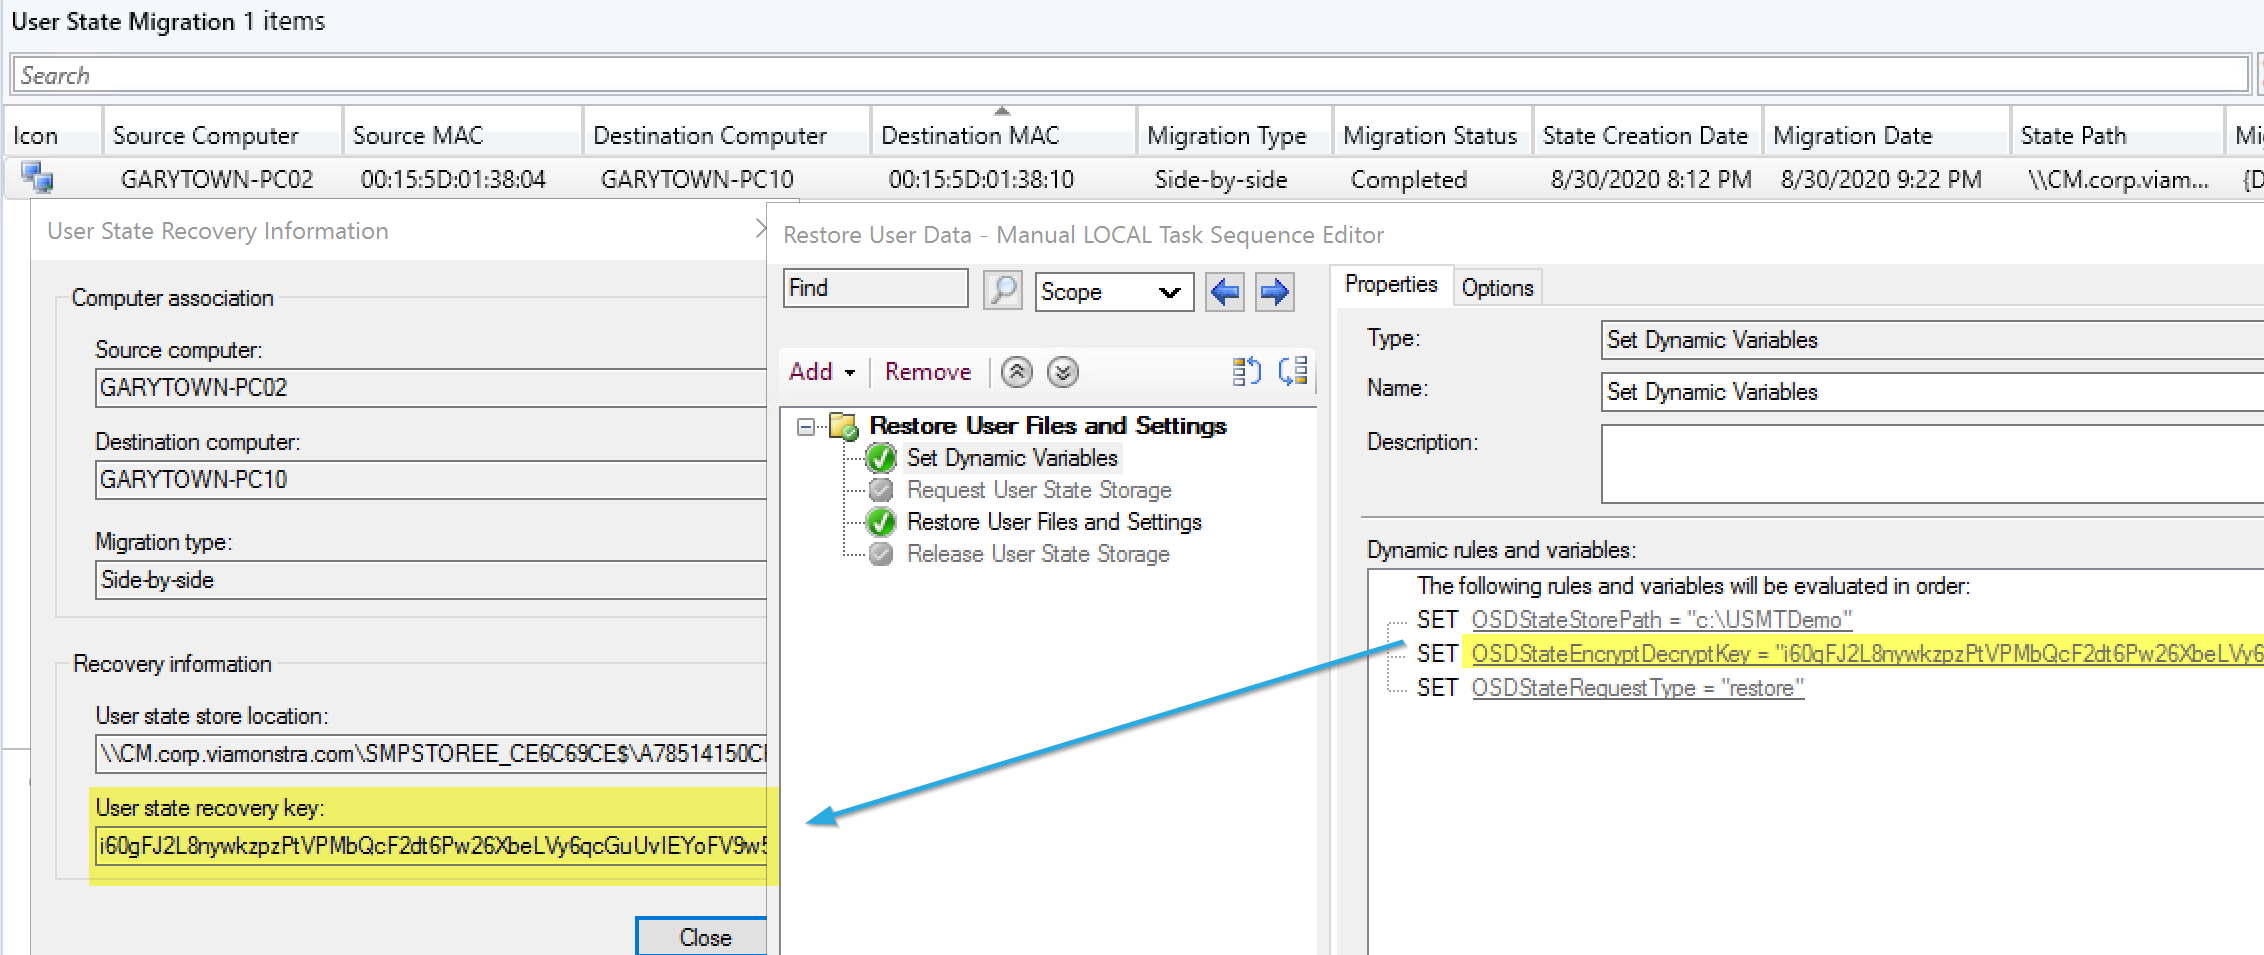 User State Migration 1 items
Search
Icon Source Computer Source MAC Destination Computer Destination MAC Migration Type Migration Status State Creation Date Migration Date State Path Mi
GARYTOWN-PC02 00:15:5D:01:38:04 GARYTOWN-PC10 00:15:5D:01:38:10 Side-by-side Completed 8/30/2020 8:12 PM 8/30/2020 9:22 PM \\CM.corp.viam... {D
User State Recovery Information
Computer association
Source computer:
GARYTOWN-PC02
Destination computer:
GARYTOWN-PC10
Migration type:
Side-by-side
Recovery information
User state store location:
\\CM.corp.viamonstra.com\SMPSTOREE_CE6C69CE$\A78514150C
User state recovery key:
i60gFJ2L8nywkzpzPtVPMbQcF2dt6Pw26XbeLVy6qcGuUvIEYoFV9w5
Close
Restore User Data - Manual LOCAL Task Sequence Editor
Find
Scope
Add Remove
Restore User Files and Settings
Set Dynamic Variables
Request User State Storage
Restore User Files and Settings
Release User State Storage
Properties Options
Type: Set Dynamic Variables
Name: Set Dynamic Variables
Description:
Dynamic rules and variables:
The following rules and variables will be evaluated in order:
SET OSDStateStorePath = "c:\USMTDemo"
SET OSDStateEncryptDecryptKey = "i60gFJ2L8nywkzpzPtVPMbQcF2dt6Pw26XbeLVy6
SET OSDStateRequestType = "restore"